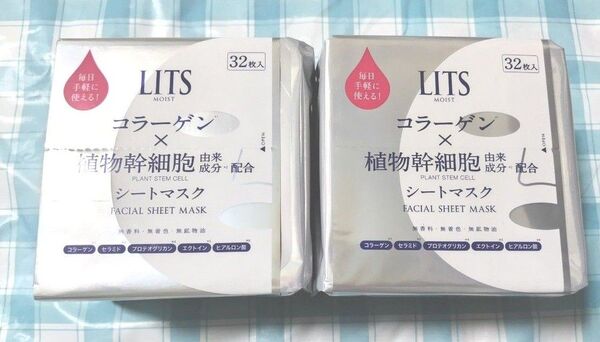 毎日
手軽に
使える!
LITS
MOIST
32枚入
コラーゲン
×
植物幹細胞 由来成分 配合
PLANT STEM CELL
シートマスク
FACIAL SHEET MASK
無香料・無着色・無鉱物油
コラーゲン セラミド プロテオグリカン エクトイン ヒアルロン酸
▲OPEN
毎日
手軽に
使える!
LITS
MOIST
32枚入
コラーゲン
×
植物幹細胞 由来成分 配合
PLANT STEM CELL
シートマスク
FACIAL SHEET MASK
無香料・無着色・無鉱物油
コラーゲン セラミド プロテオグリカン エクトイン ヒアルロン酸
▲OPEN